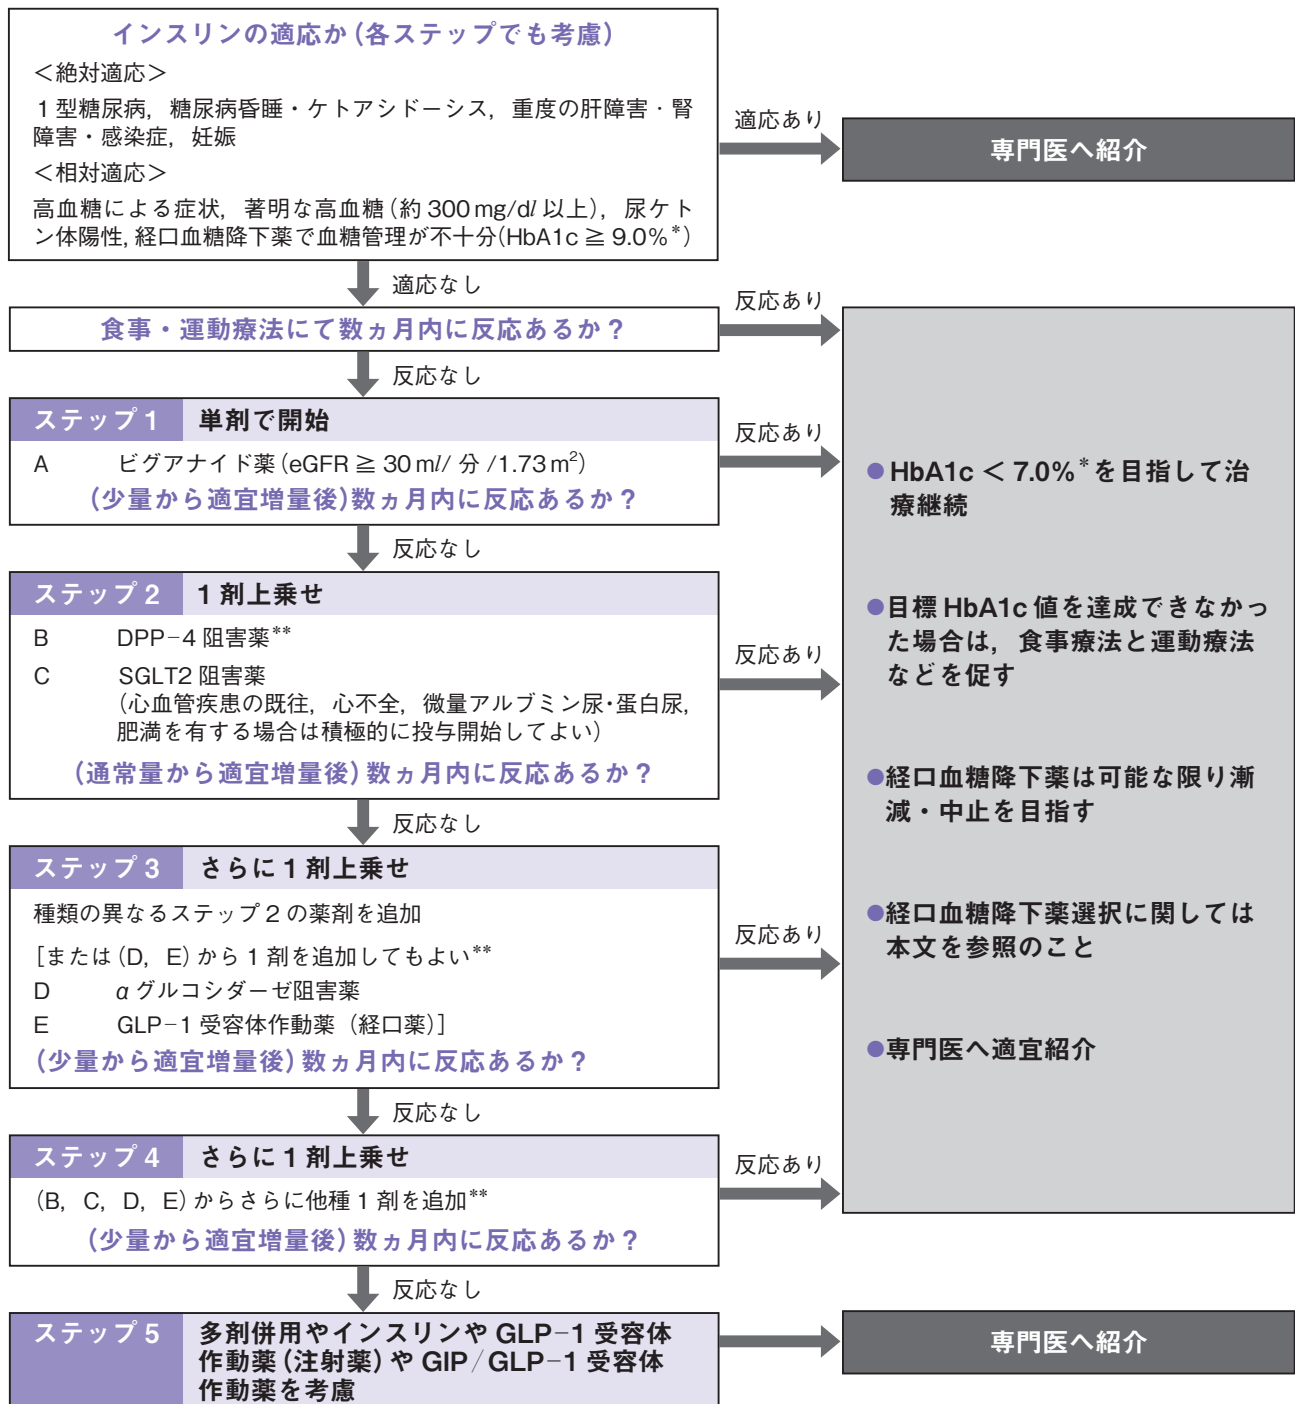 インスリンの適応か(各ステップでも考慮)
＜絶対適応＞
1型糖尿病，糖尿病昏睡・ケトアシドーシス，重度の肝障害・腎
障害・感染症，妊娠
＜相対適応＞
高血糖による症状，著明な高血糖(約300mg/dl以上)，尿ケト
ン体陽性，経口血糖降下薬で血糖管理が不十分(HbA1c≧9.0%*)
適応あり
専門医へ紹介
適応なし
食事・運動療法にて数ヵ月内に反応あるか？
反応あり
反応なし
ステップ1 単剤で開始
A ビグアナイド薬(eGFR≧30ml/分/1.73m²)
(少量から適宜増量後)数ヵ月内に反応あるか？
反応あり
反応なし
ステップ2 1剤上乗せ
B DPP-4阻害薬**
C SGLT2阻害薬
(心血管疾患の既往，心不全，微量アルブミン尿・蛋白尿，
肥満を有する場合は積極的に投与開始してよい)
(通常量から適宜増量後)数ヵ月内に反応あるか？
反応あり
反応なし
ステップ3 さらに1剤上乗せ
種類の異なるステップ2の薬剤を追加
[または(D，E)から1剤を追加してもよい**
D αグルコシダーゼ阻害薬
E GLP-1受容体作動薬(経口薬)]
(少量から適宜増量後)数ヵ月内に反応あるか？
反応あり
反応なし
ステップ4 さらに1剤上乗せ
(B，C，D，E)からさらに他種1剤を追加**
(少量から適宜増量後)数ヵ月内に反応あるか？
反応あり
反応なし
●HbA1c＜7.0%*を目指して治
療継続
●目標HbA1c値を達成できなかっ
た場合は，食事療法と運動療法
などを促す
●経口血糖降下薬は可能な限り漸
減・中止を目指す
●経口血糖降下薬選択に関しては
本文を参照のこと
●専門医へ適宜紹介
ステップ5 多剤併用やインスリンやGLP-1受容体
作動薬(注射薬)やGIP/GLP-1受容体
作動薬を考慮
専門医へ紹介